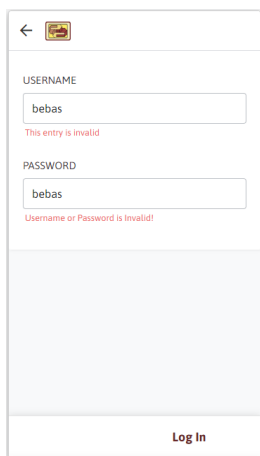 USERNAME
bebas
This entry is invalid
PASSWORD
bebas
Username or Password is Invalid!
Log In